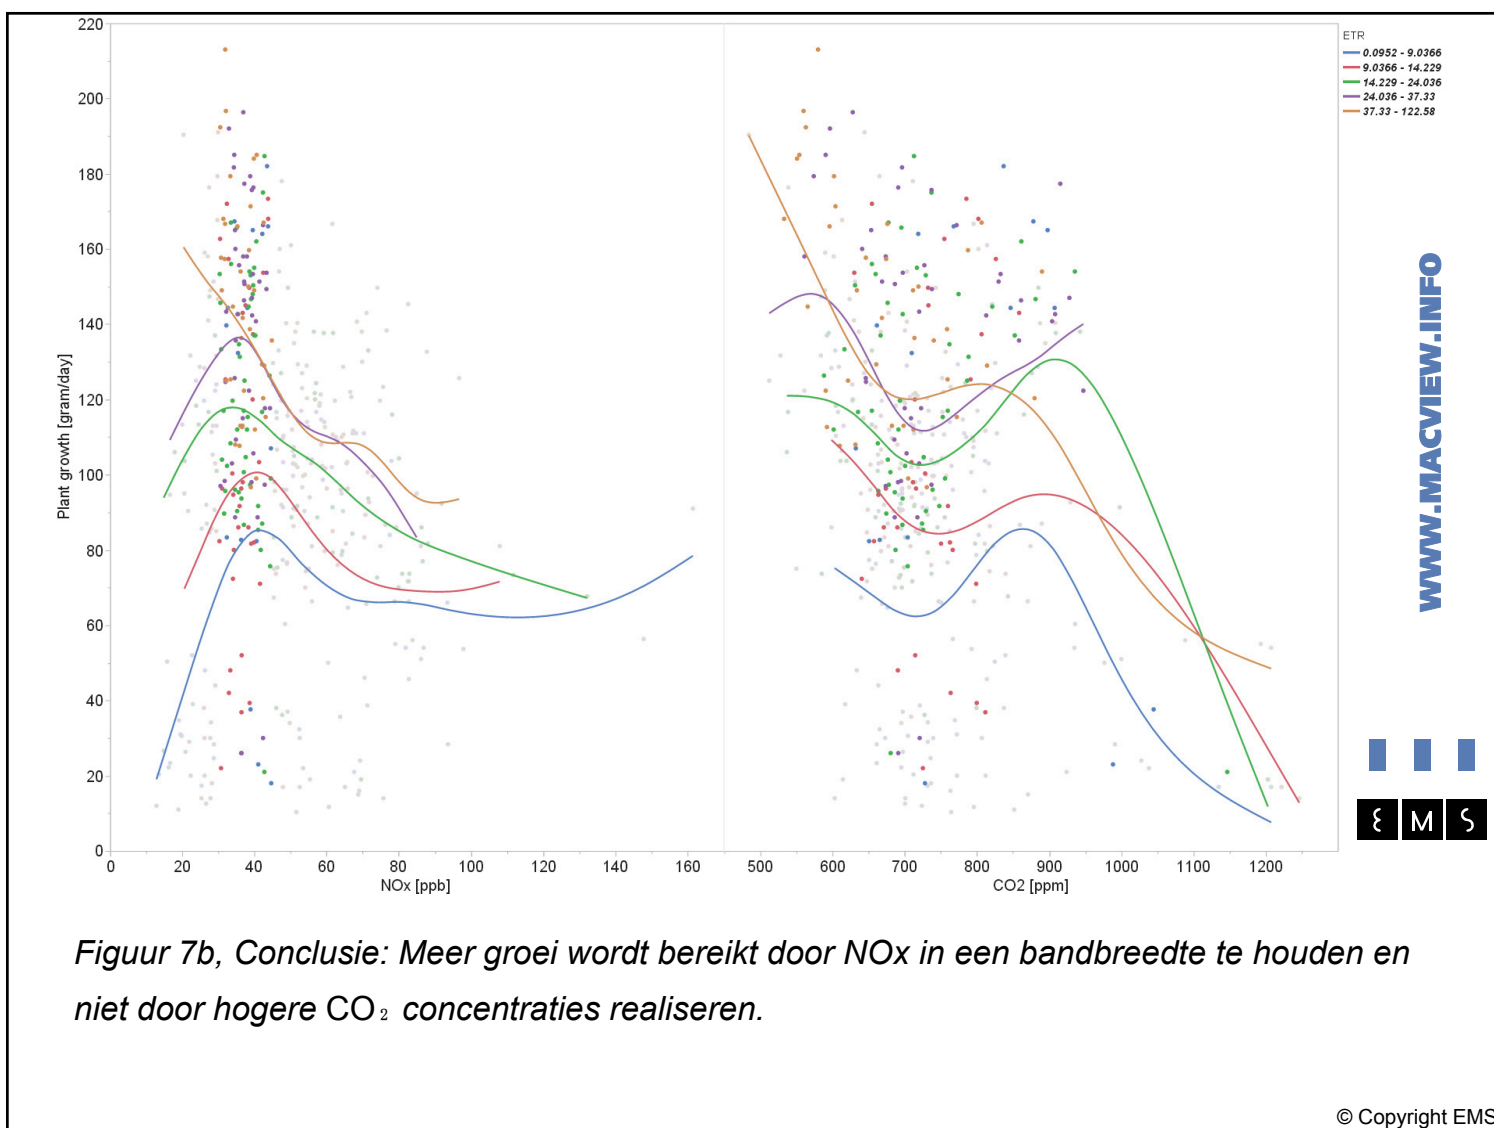 220
200
180
160
140
120
100
80
60
40
20
0
Plant growth [gram/day]
0 20 40 60 80 100 120 140 160
NOx [ppb]
500 600 700 800 900 1000 1100 1200
CO2 [ppm]
ETR
0.0952 - 9.0366
9.0366 - 14.229
14.229 - 24.036
24.036 - 37.33
37.33 - 122.58
WWW.MACVIEW.INFO
EMS
Figuur 7b, Conclusie: Meer groei wordt bereikt door NOx in een bandbreedte te houden en
niet door hogere CO₂ concentraties realiseren.
© Copyright EMS